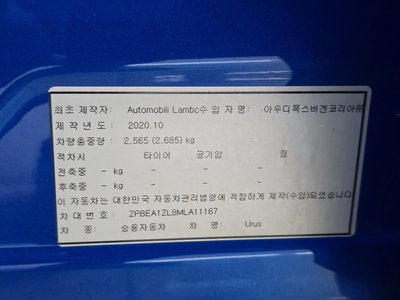 최초 제작자: Automobili Lambo수 입 자 명: 아우디폭스바겐코리아㈜
제 작 년 도 : 2020.10
차량총중량 : 2,565 (2,685) kg
적차시 타이어 공기압 림
전축중 - kg - - -
후축중 - kg - - -
이 자동차는 대한민국 자동차관리법령에 적합하게 제작(수입)되었습니다
차 대 번 호 : ZPBEA1ZL8MLA11167
차 종: 승용자동차 차 명: Urus